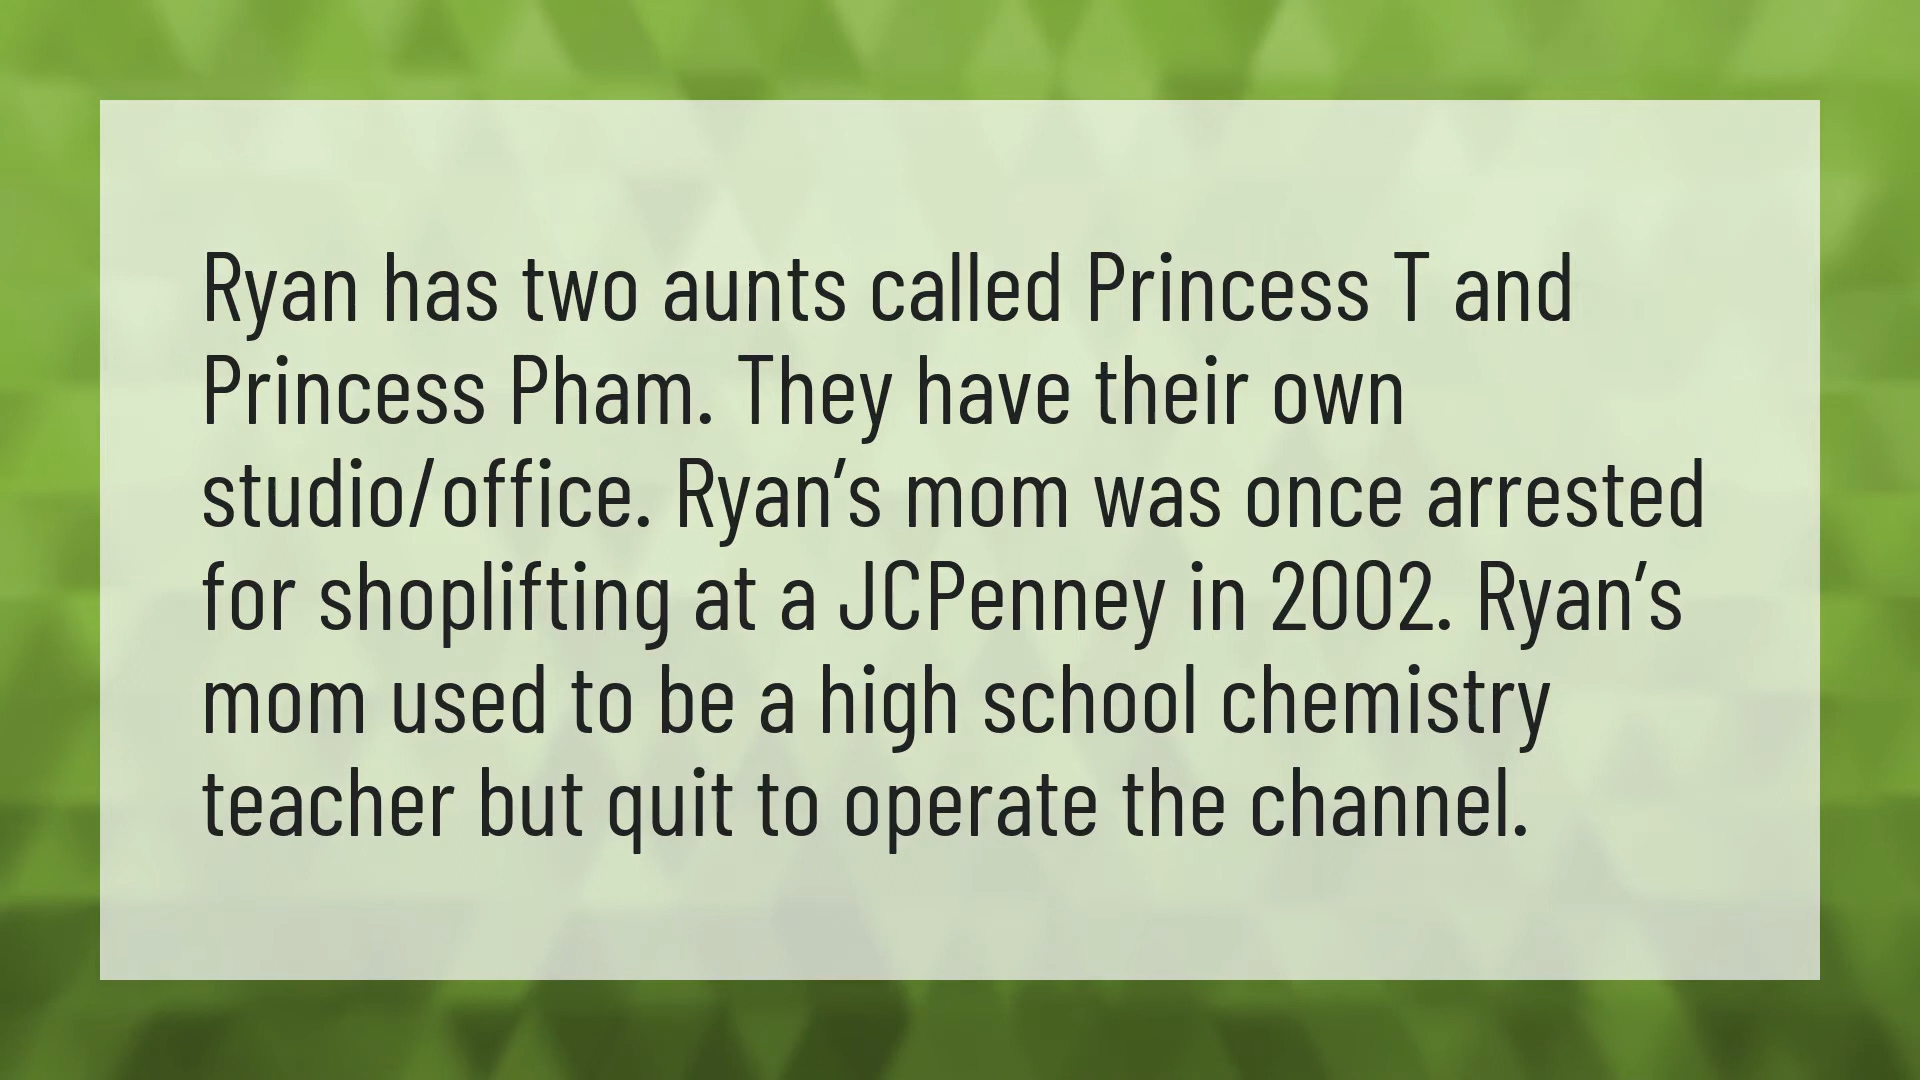 Ryan has two aunts called Princess T and
Princess Pham. They have their own
studio/office. Ryan’s mom was once arrested
for shoplifting at a JCPenney in 2002. Ryan’s
mom used to be a high school chemistry
teacher but quit to operate the channel.